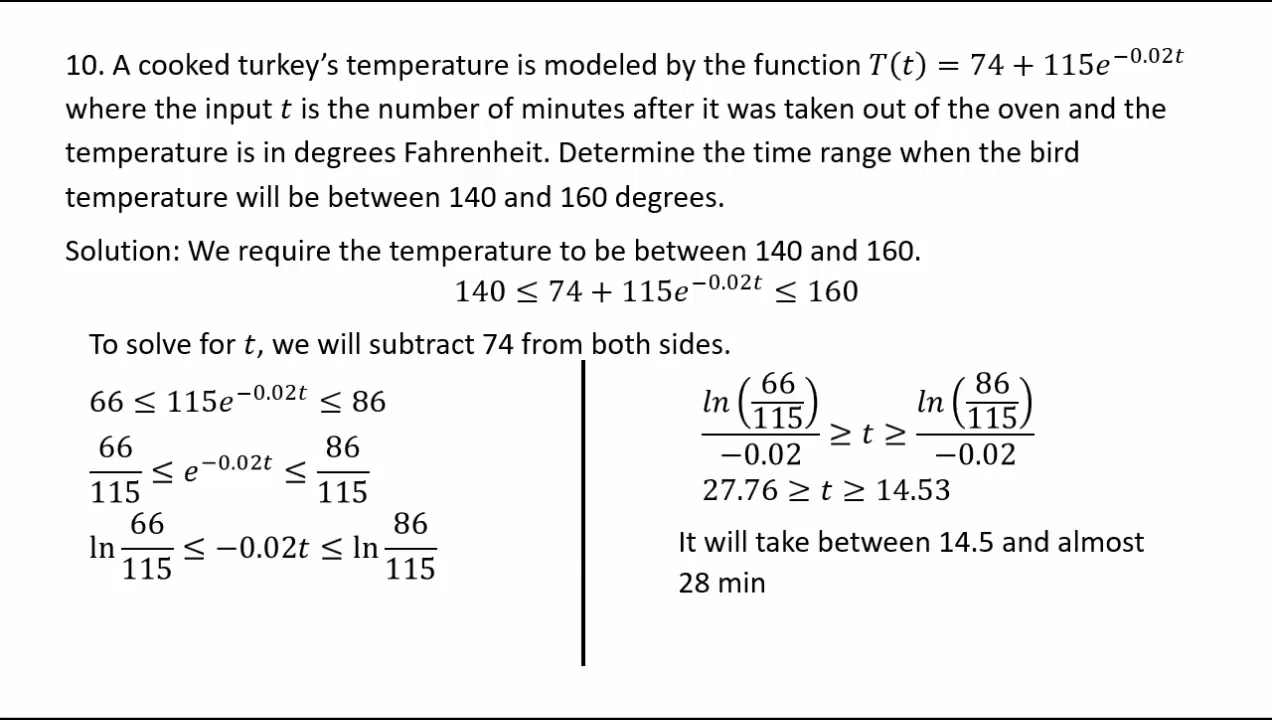 10. A cooked turkey’s temperature is modeled by the function T(t) = 74 + 115e^{−0.02t}
where the input t is the number of minutes after it was taken out of the oven and the
temperature is in degrees Fahrenheit. Determine the time range when the bird
temperature will be between 140 and 160 degrees.
Solution: We require the temperature to be between 140 and 160.
140 ≤ 74 + 115e^{−0.02t} ≤ 160
To solve for t, we will subtract 74 from both sides.
66 ≤ 115e^{−0.02t} ≤ 86
66/115 ≤ e^{−0.02t} ≤ 86/115
ln 66/115 ≤ −0.02t ≤ ln 86/115
ln(66/115)/−0.02 ≥ t ≥ ln(86/115)/−0.02
27.76 ≥ t ≥ 14.53
It will take between 14.5 and almost
28 min